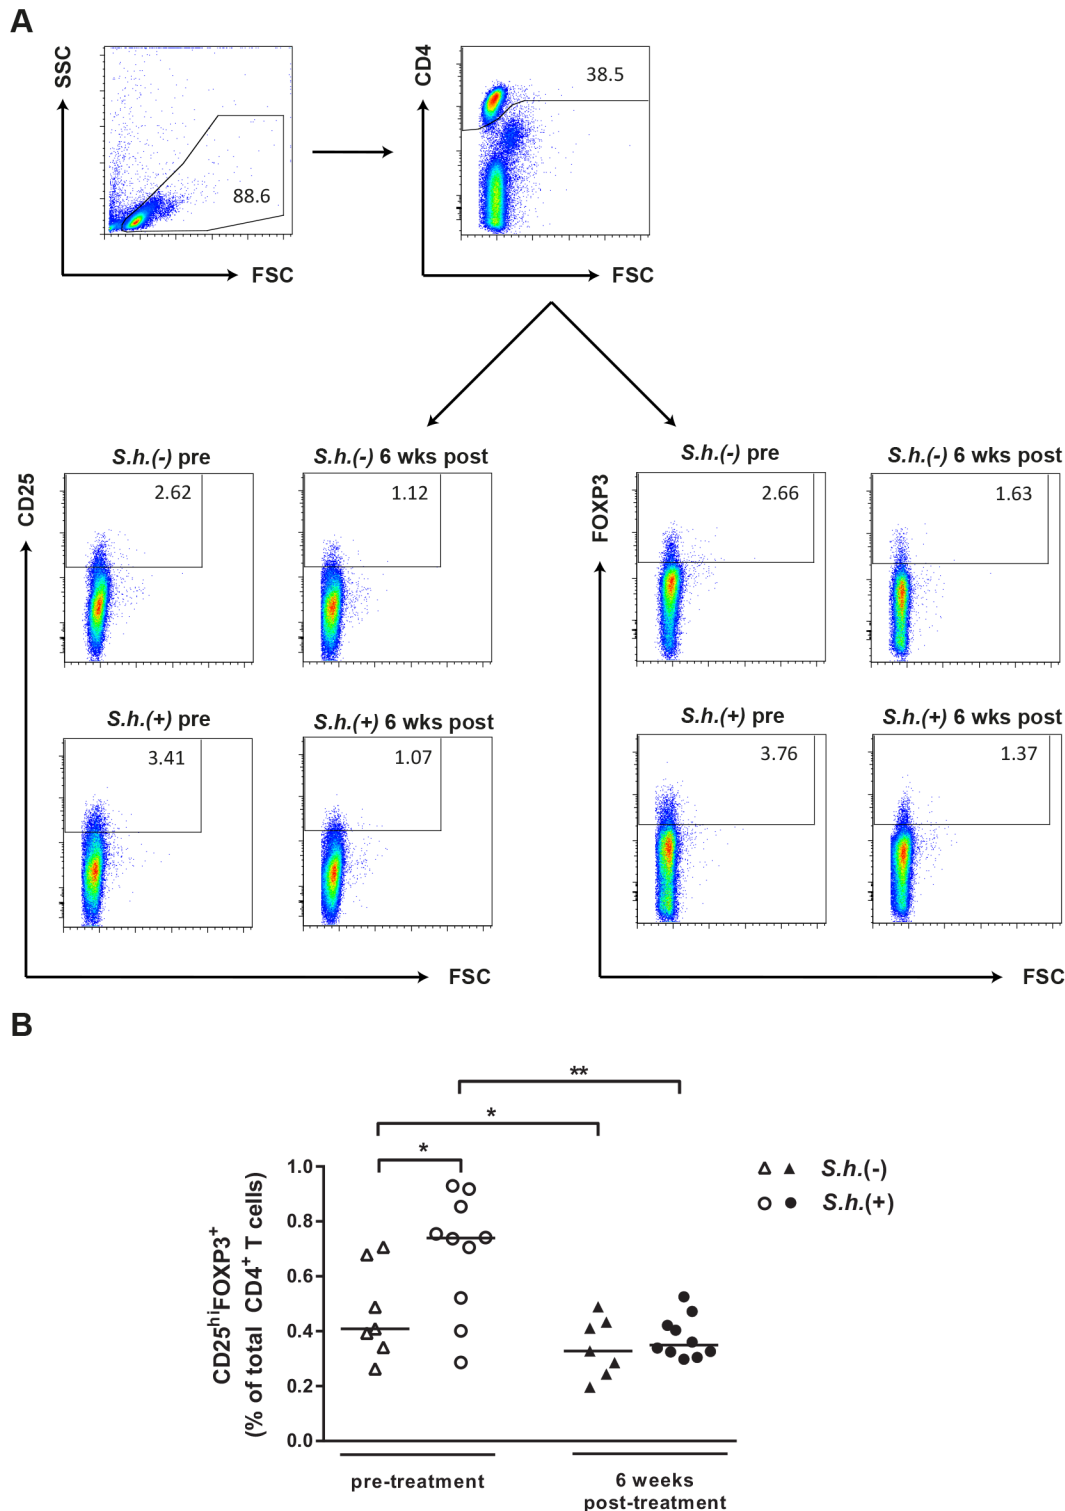 A
SSC
88.6
FSC
CD4
38.5
FSC
S.h.(-) pre
S.h.(-) 6 wks post
CD25
2.62
1.12
S.h.(+) pre
S.h.(+) 6 wks post
3.41
1.07
FSC
S.h.(-) pre
S.h.(-) 6 wks post
FOXP3
2.66
1.63
S.h.(+) pre
S.h.(+) 6 wks post
3.76
1.37
FSC
B
**
*
*
CD25hiFOXP3+
(% of total CD4+ T cells)
1.0
0.8
0.6
0.4
0.2
0.0
S.h.(-)
S.h.(+)
pre-treatment
6 weeks
post-treatment